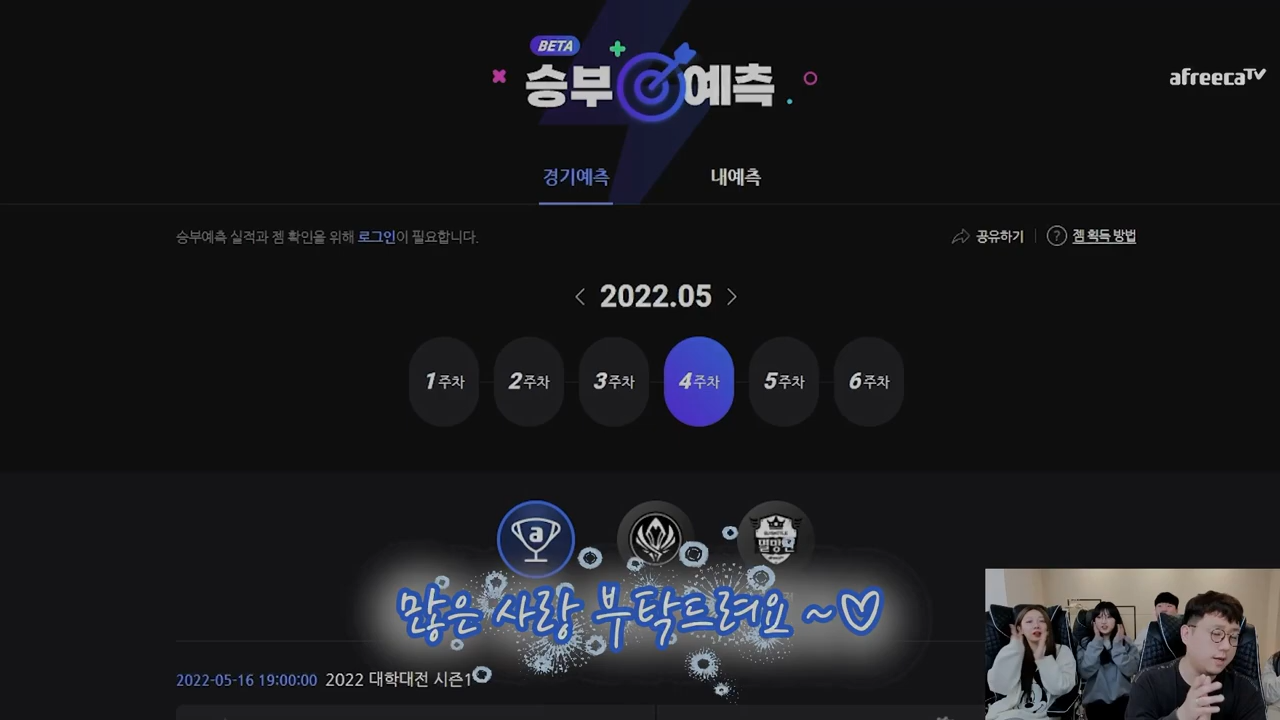 BETA
승부예측
afreecaTV
경기예측
내예측
승부예측 실적과 젬 확인을 위해 로그인이 필요합니다.
공유하기
? 젬 획득 방법
< 2022.05 >
1주차
2주차
3주차
4주차
5주차
6주차
a
멸망전
많은 사랑 부탁드려요 ~♡
2022-05-16 19:00:00 2022 대학대전 시즌1